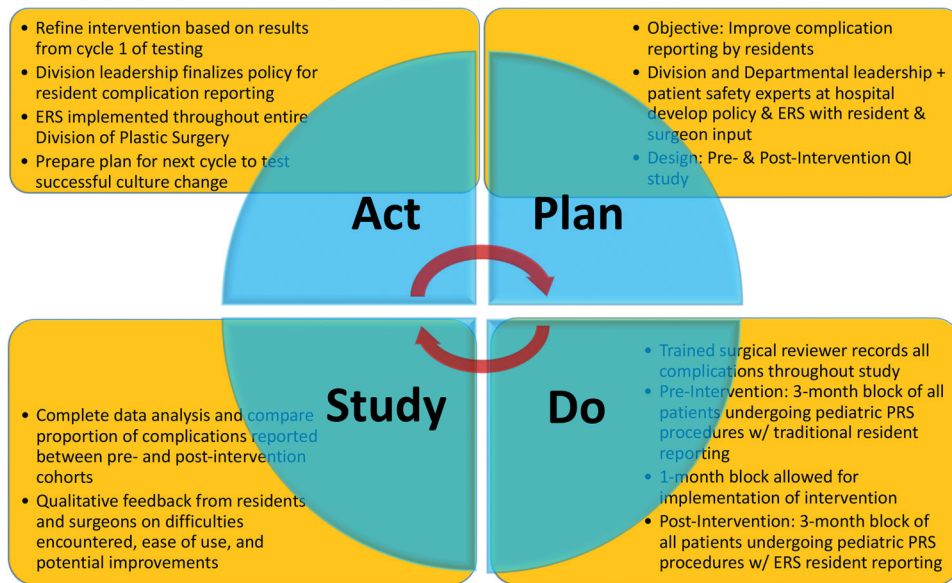 • Refine intervention based on results
from cycle 1 of testing
• Division leadership finalizes policy for
resident complication reporting
• ERS implemented throughout entire
Division of Plastic Surgery
• Prepare plan for next cycle to test
successful culture change
Act
• Objective: Improve complication
reporting by residents
• Division and Departmental leadership +
patient safety experts at hospital
develop policy & ERS with resident &
surgeon input
• Design: Pre- & Post-Intervention QI
study
Plan
• Complete data analysis and compare
proportion of complications reported
between pre- and post-intervention
cohorts
• Qualitative feedback from residents
and surgeons on difficulties
encountered, ease of use, and
potential improvements
Study
• Trained surgical reviewer records all
complications throughout study
• Pre-Intervention: 3-month block of all
patients undergoing pediatric PRS
procedures w/ traditional resident
reporting
• 1-month block allowed for
implementation of intervention
• Post-Intervention: 3-month block of
all patients undergoing pediatric PRS
procedures w/ ERS resident reporting
Do